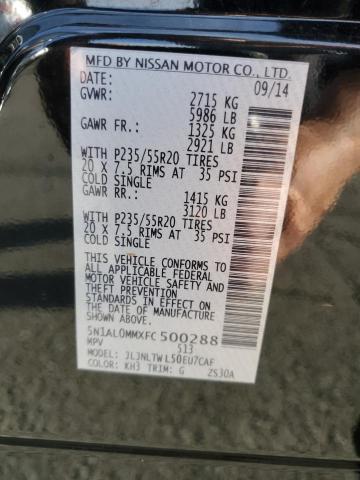 MFD BY NISSAN MOTOR CO., LTD.
DATE: 09/14
GVWR: 2715 KG
5986 LB
GAWR FR.: 1325 KG
2921 LB
WITH P235/55R20 TIRES
20 X 7.5 RIMS AT 35 PSI
COLD SINGLE
GAWR RR.: 1415 KG
3120 LB
WITH P235/55R20 TIRES
20 X 7.5 RIMS AT 35 PSI
COLD SINGLE
THIS VEHICLE CONFORMS TO
ALL APPLICABLE FEDERAL
MOTOR VEHICLE SAFETY AND
THEFT PREVENTION
STANDARDS IN EFFECT ON
THE DATE OF MANUFACTURE
5N1AL0MMXFC500288
MPV 513
MODEL: JLJNLTWL50EU7CAF
COLOR: KH3 TRIM: G ZS30A